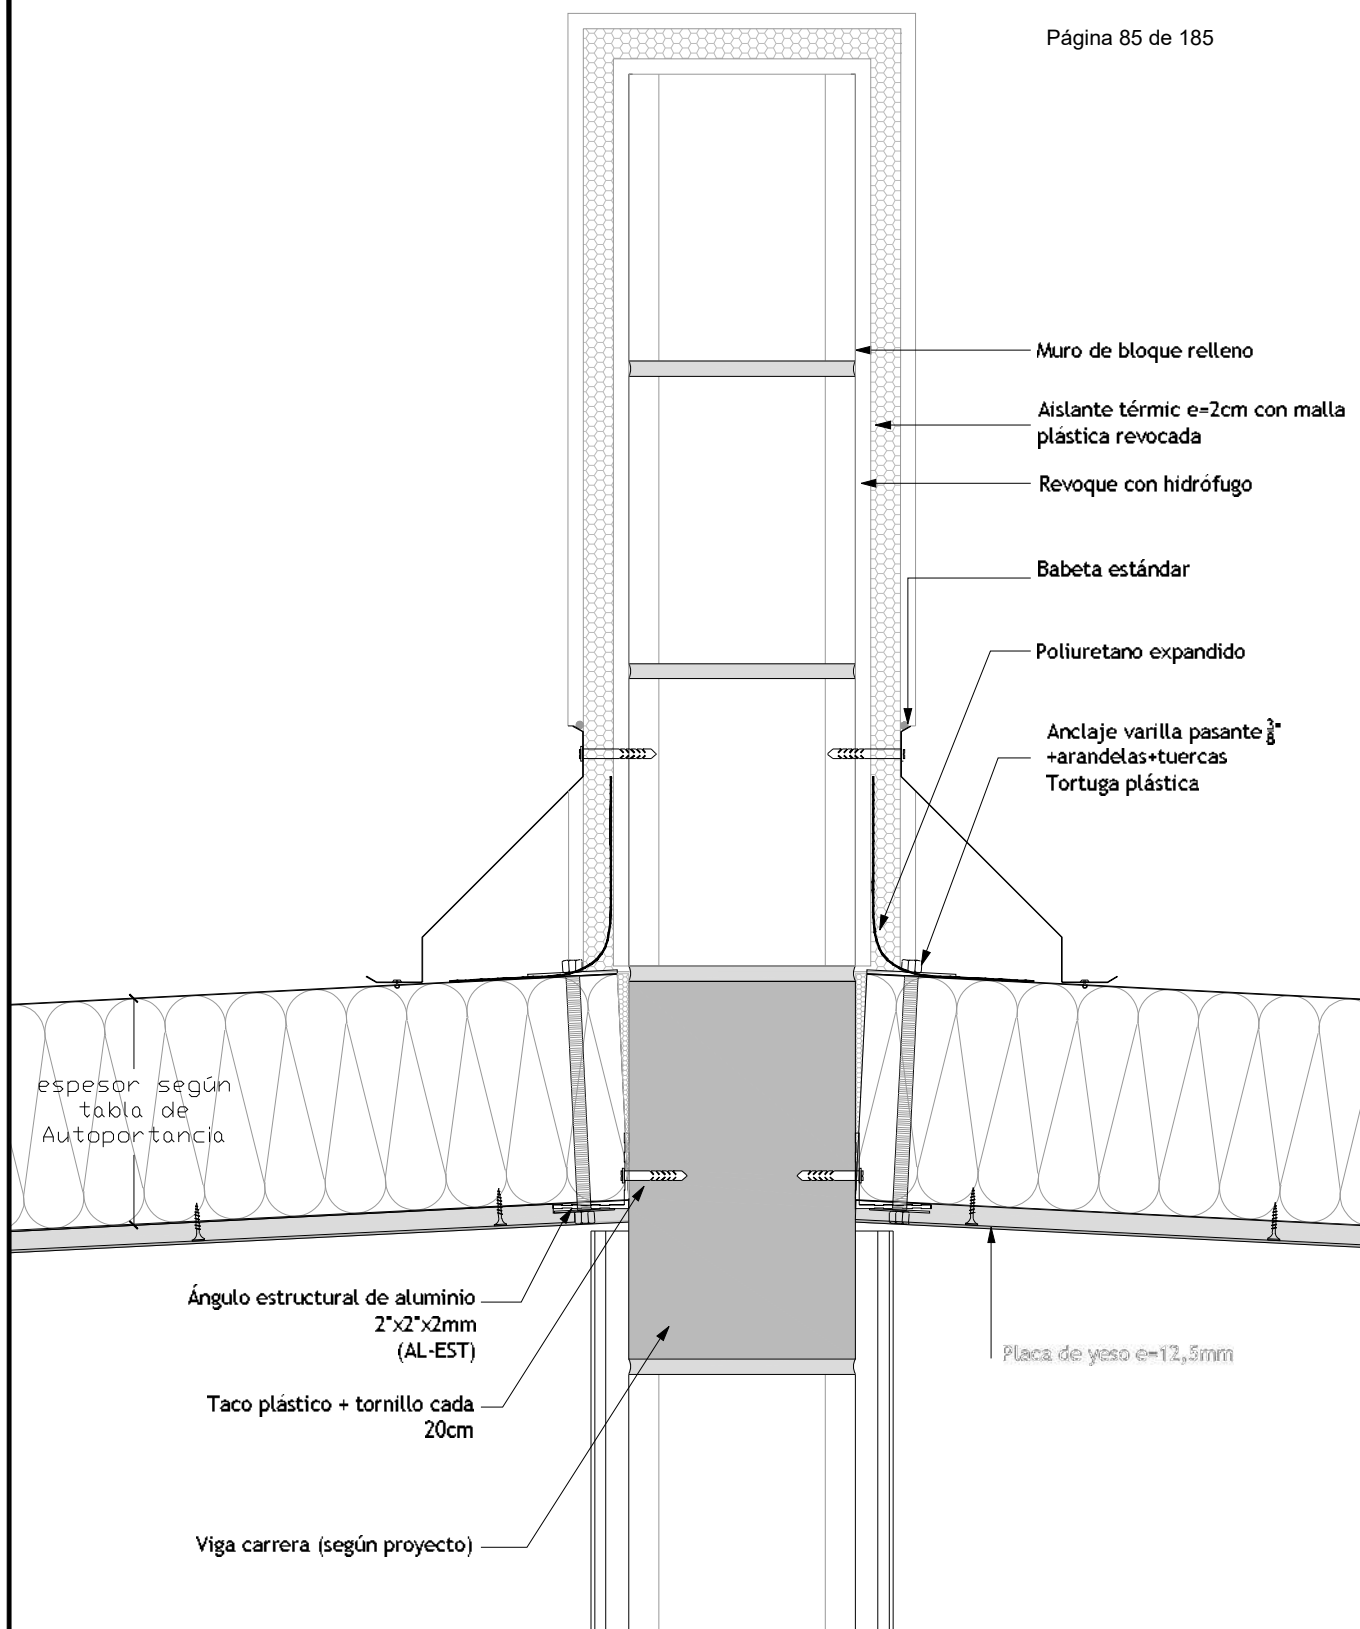 Página 85 de 185
Muro de bloque relleno
Aislante térmic e=2cm con malla
plástica revocada
Revoque con hidrófugo
Babeta estándar
Poliuretano expandido
Anclaje varilla pasante 3/8"
+arandelas+tuercas
Tortuga plástica
espesor según
tabla de
Autoportancia
Ángulo estructural de aluminio
2"x2"x2mm
(AL-EST)
Placa de yeso e=12,5mm
Taco plástico + tornillo cada
20cm
Viga carrera (según proyecto)